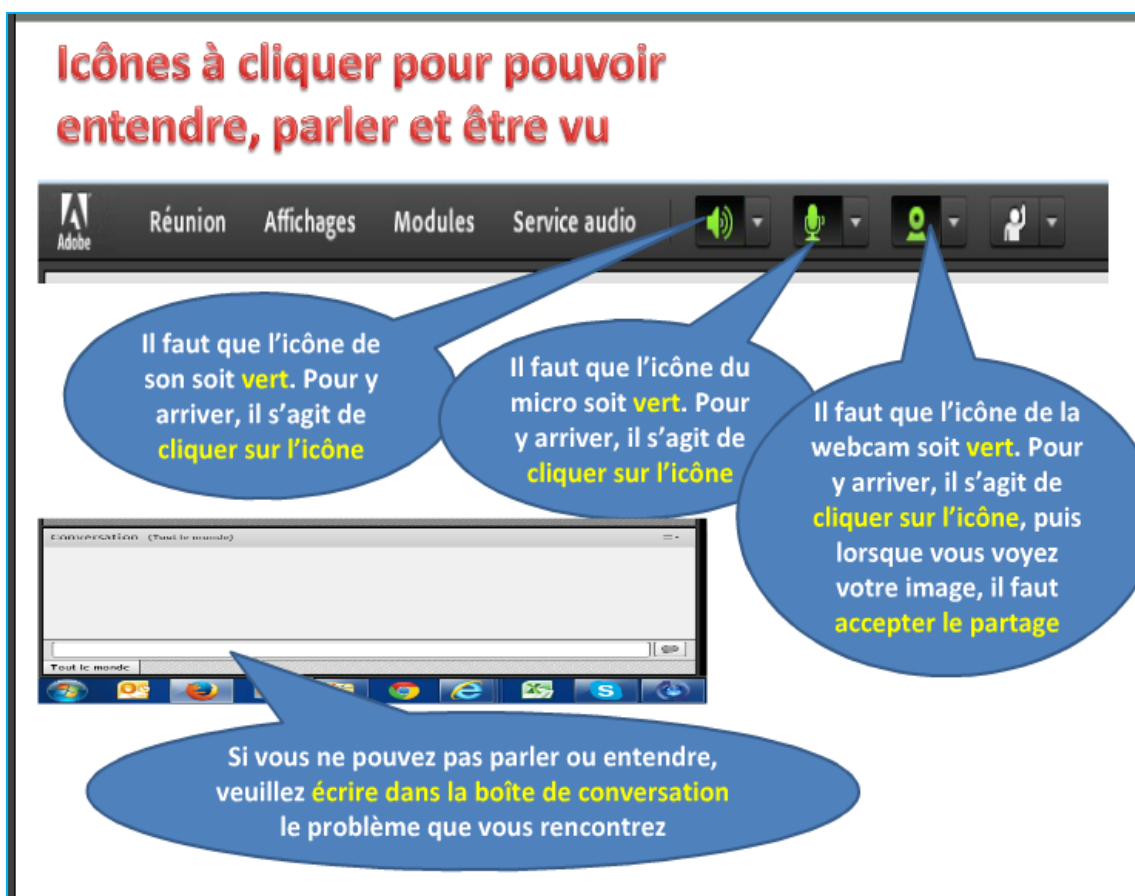 Icônes à cliquer pour pouvoir
entendre, parler et être vu
Adobe
Réunion Affichages Modules Service audio
Il faut que l'icône de
son soit vert. Pour y
arriver, il s'agit de
cliquer sur l'icône
Il faut que l'icône du
micro soit vert. Pour
y arriver, il s'agit de
cliquer sur l'icône
Il faut que l'icône de la
webcam soit vert. Pour
y arriver, il s'agit de
cliquer sur l'icône, puis
lorsque vous voyez
votre image, il faut
accepter le partage
Conversation (Tout le monde)
Tout le monde
Si vous ne pouvez pas parler ou entendre,
veuillez écrire dans la boîte de conversation
le problème que vous rencontrez